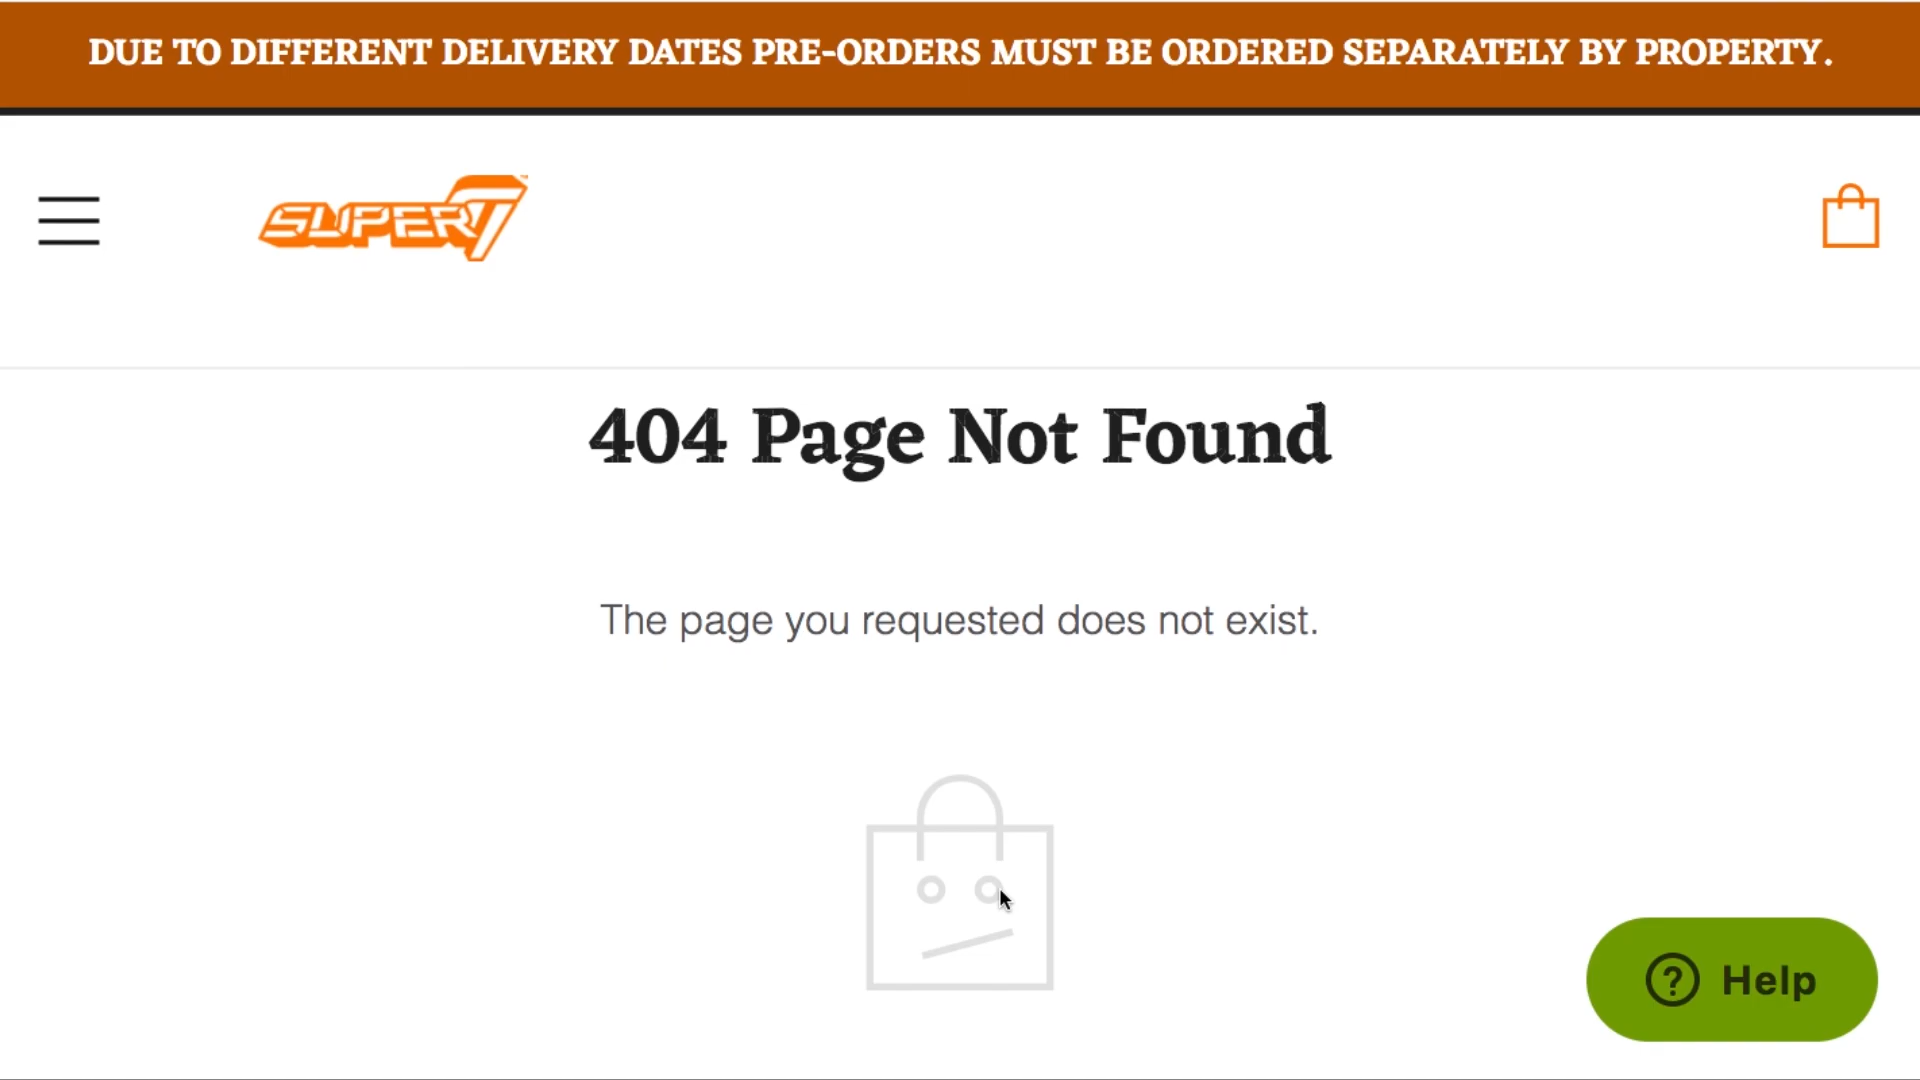 DUE TO DIFFERENT DELIVERY DATES PRE-ORDERS MUST BE ORDERED SEPARATELY BY PROPERTY.
SUPER7
404 Page Not Found
The page you requested does not exist.
? Help